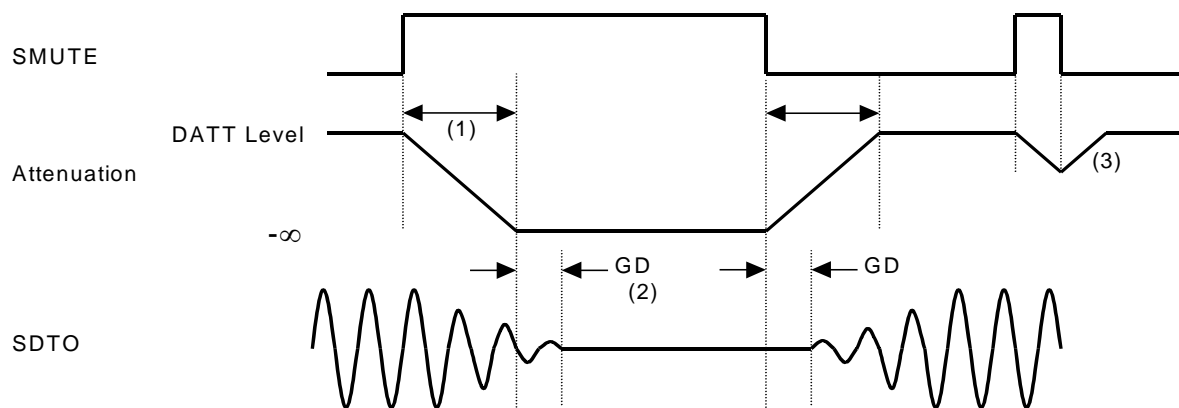 SMUTE
(1)
DATT Level
(3)
Attenuation
-∞
GD
GD
(2)
SDTO